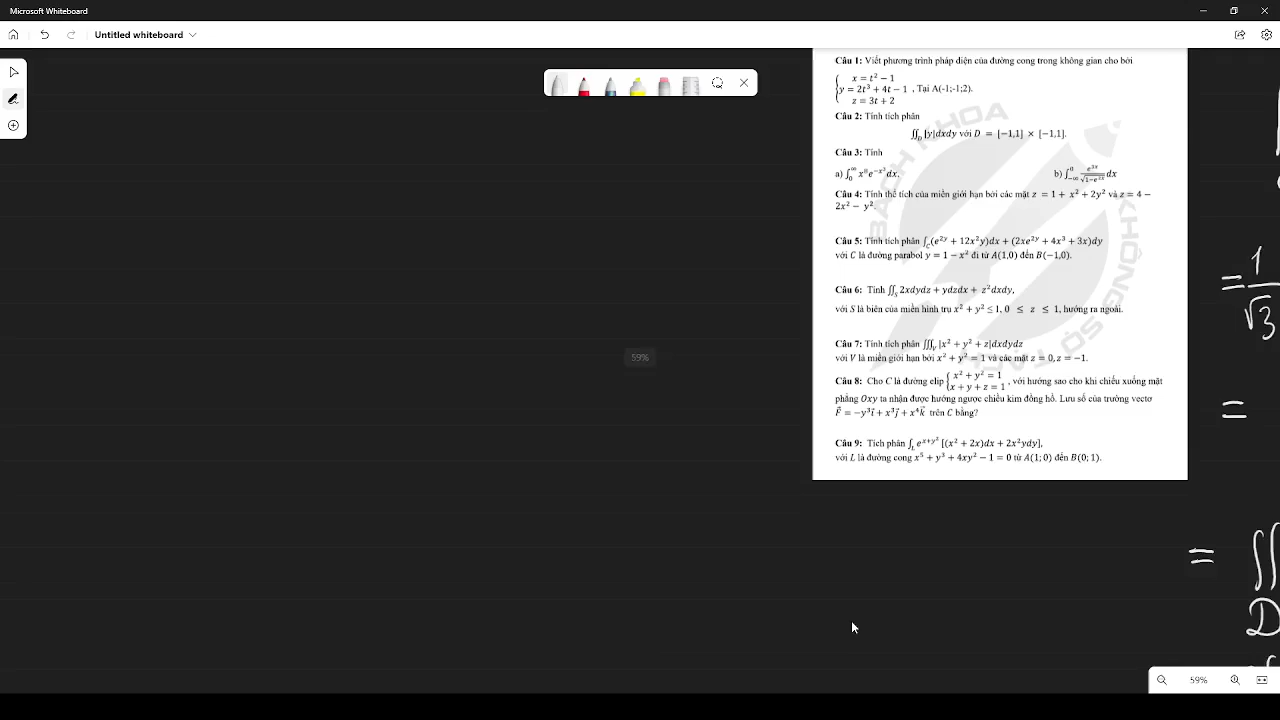 Microsoft Whiteboard
Untitled whiteboard
Câu 1: Viết phương trình pháp diện của đường cong trong không gian cho bởi
x = t² − 1
y = 2t³ + 4t − 1 , Tại A(-1;-1;2).
z = 3t + 2
Câu 2: Tính tích phân
∬_D |y|dxdy với D = [−1,1] × [−1,1].
Câu 3: Tính
a) ∫₀^∞ x⁸e^(−x²)dx, b) ∫_(−∞)^0 e^(3x)/√(1−e^(2x)) dx
Câu 4: Tính thể tích của miền giới hạn bởi các mặt z = 1 + x² + 2y² và z = 4 −
2x² − y².
Câu 5: Tính tích phân ∫_C(e^(2y) + 12x²y)dx + (2xe^(2y) + 4x³ + 3x)dy
với C là đường parabol y = 1 − x² đi từ A(1,0) đến B(−1,0).
Câu 6: Tính ∬_S 2xdydz + ydzdx + z²dxdy,
với S là biên của miền hình trụ x² + y² ≤ 1, 0 ≤ z ≤ 1, hướng ra ngoài.
Câu 7: Tính tích phân ∭_V |x² + y² + z|dxdydz
với V là miền giới hạn bởi x² + y² = 1 và các mặt z = 0, z = −1.
Câu 8: Cho C là đường elip { x² + y² = 1
x + y + z = 1 , với hướng sao cho khi chiếu xuống mặt
phẳng Oxy ta nhận được hướng ngược chiều kim đồng hồ. Lưu số của trường vectơ
F⃗ = −y³i⃗ + x³j⃗ + x⁴k⃗ trên C bằng?
Câu 9: Tích phân ∫_L e^(x+y²) [(x² + 2x)dx + 2x²ydy],
với L là đường cong x⁵ + y³ + 4xy² − 1 = 0 từ A(1; 0) đến B(0; 1).
BÁCH KHOA
KHÔNG SỢ TẠN
= 1/√3
=
= ∬
D
59%
59%